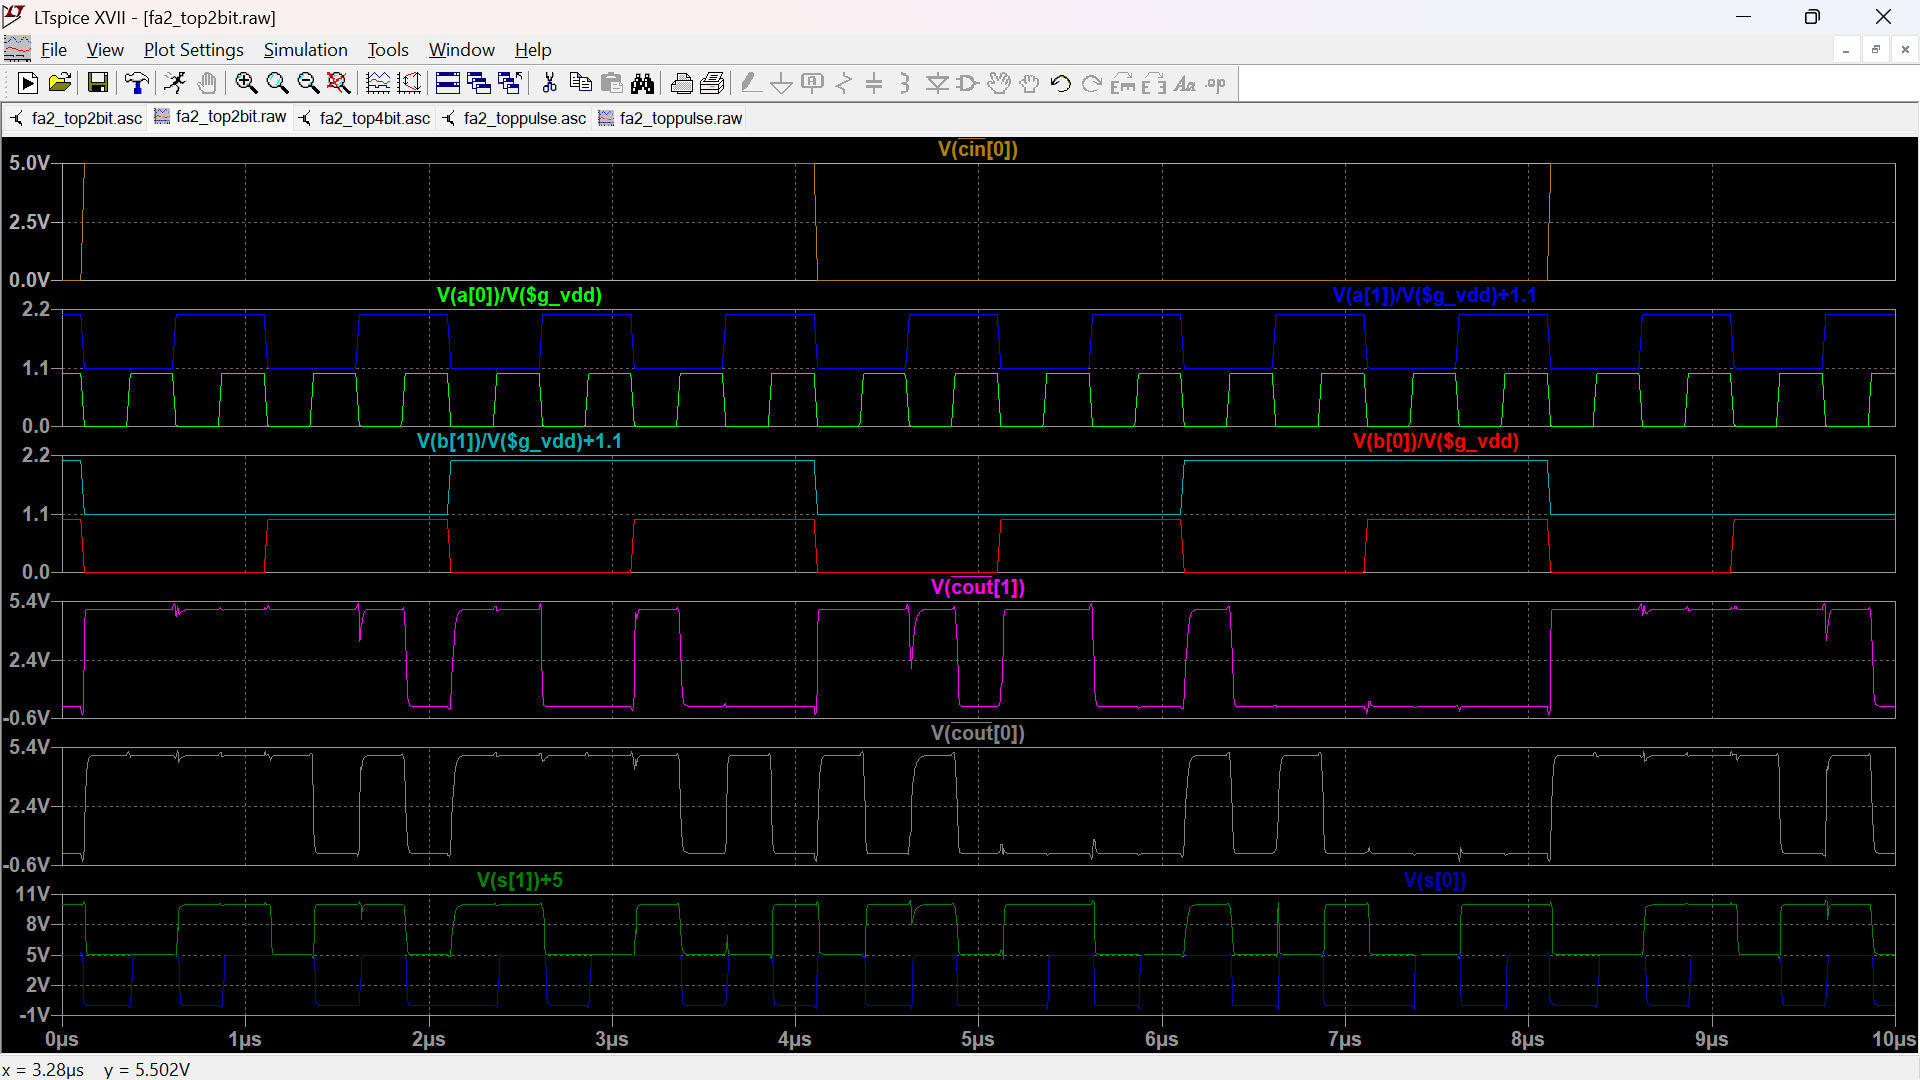 LTspice XVII - [fa2_top2bit.raw]
File View Plot Settings Simulation Tools Window Help
fa2_top2bit.asc fa2_top2bit.raw fa2_top4bit.asc fa2_toppulse.asc fa2_toppulse.raw
V(cin[0])
5.0V
2.5V
0.0V
V(a[0])/V($g_vdd) V(a[1])/V($g_vdd)+1.1
2.2
1.1
0.0
V(b[1])/V($g_vdd)+1.1 V(b[0])/V($g_vdd)
2.2
1.1
0.0
V(cout[1])
5.4V
2.4V
-0.6V
V(cout[0])
5.4V
2.4V
-0.6V
V(s[1])+5 V(s[0])
11V
8V
5V
2V
-1V
0µs 1µs 2µs 3µs 4µs 5µs 6µs 7µs 8µs 9µs 10µs
x = 3.28µs y = 5.502V